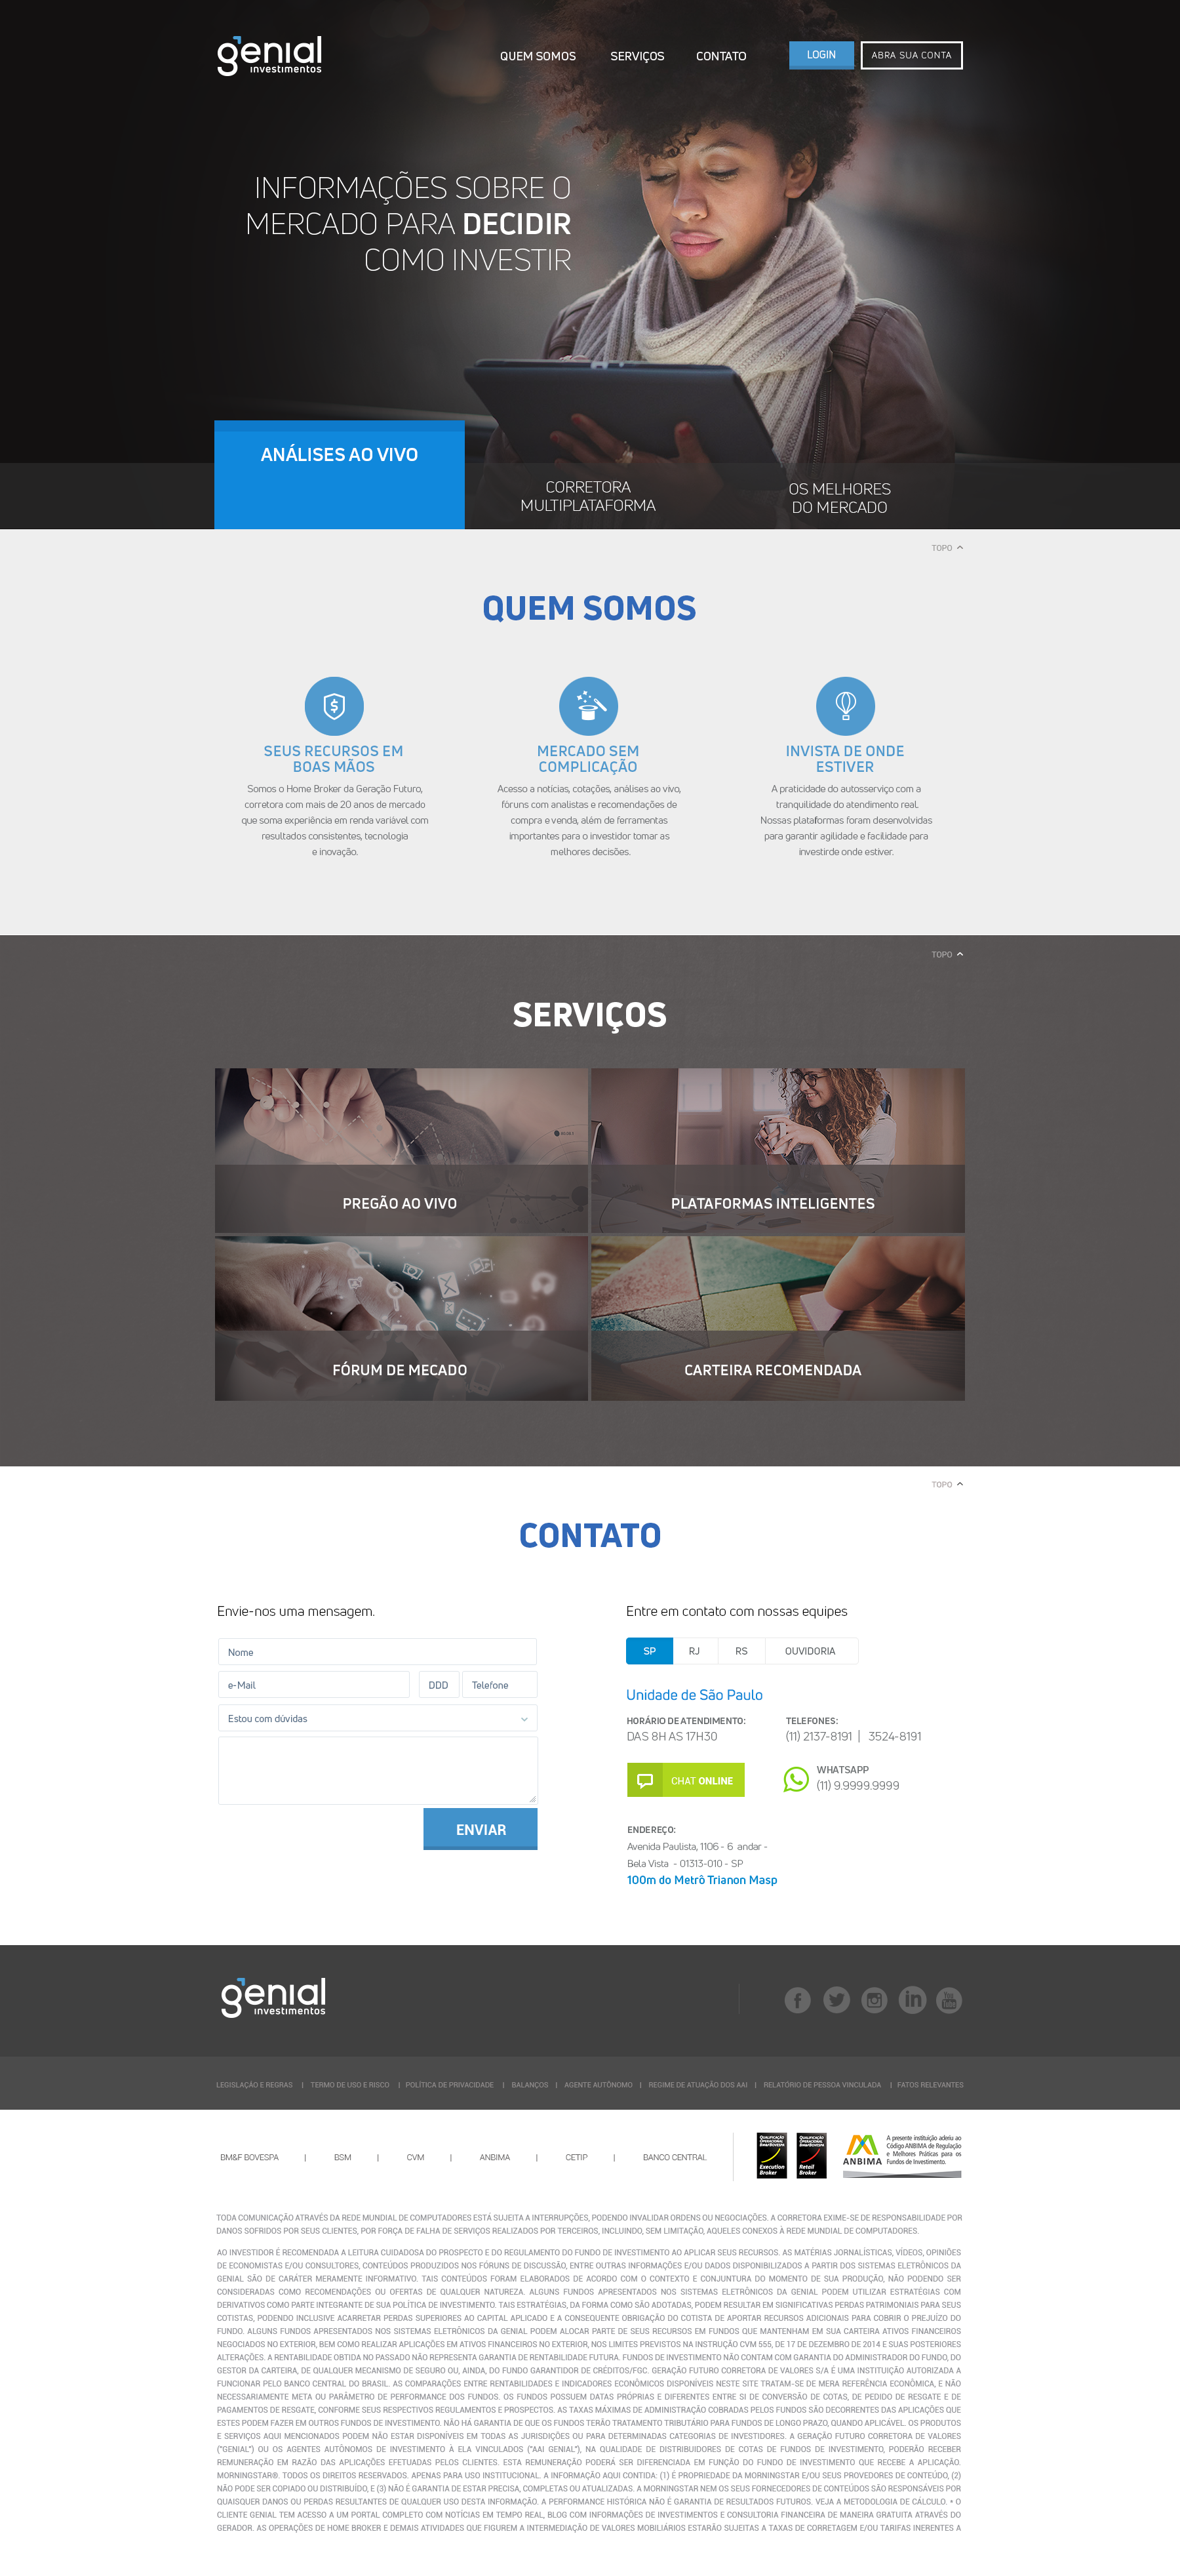 genial
investimentos
QUEM SOMOS
SERVIÇOS
CONTATO
LOGIN
ABRA SUA CONTA
INFORMAÇÕES SOBRE O
MERCADO PARA DECIDIR
COMO INVESTIR
ANÁLISES AO VIVO
CORRETORA
MULTIPLATAFORMA
OS MELHORES
DO MERCADO
TOPO
QUEM SOMOS
SEUS RECURSOS EM
BOAS MÃOS
Somos o Home Broker da Geração Futuro,
corretora com mais de 20 anos de mercado
que soma experiência em renda variável com
resultados consistentes, tecnologia
e inovação.
MERCADO SEM
COMPLICAÇÃO
Acesso a notícias, cotações, análises ao vivo,
fóruns com analistas e recomendações de
compra e venda, além de ferramentas
importantes para o investidor tomar as
melhores decisões.
INVISTA DE ONDE
ESTIVER
A praticidade do autosserviço com a
tranquilidade do atendimento real.
Nossas plataformas foram desenvolvidas
para garantir agilidade e facilidade para
investirde onde estiver.
TOPO
SERVIÇOS
PREGÃO AO VIVO
PLATAFORMAS INTELIGENTES
FÓRUM DE MECADO
CARTEIRA RECOMENDADA
TOPO
CONTATO
Envie-nos uma mensagem.
Nome
e-Mail
DDD
Telefone
Estou com dúvidas
ENVIAR
Entre em contato com nossas equipes
SP
RJ
RS
OUVIDORIA
Unidade de São Paulo
HORÁRIO DE ATENDIMENTO:
DAS 8H AS 17H30
TELEFONES:
(11) 2137-8191 | 3524-8191
CHAT ONLINE
WHATSAPP
(11) 9.9999.9999
ENDEREÇO:
Avenida Paulista, 1106 - 6 andar -
Bela Vista - 01313-010 - SP
100m do Metrô Trianon Masp
genial
investimentos
You
Tube
LEGISLAÇÃO E REGRAS | TERMO DE USO E RISCO | POLÍTICA DE PRIVACIDADE | BALANÇOS | AGENTE AUTÔNOMO | REGIME DE ATUAÇÃO DOS AAI | RELATÓRIO DE PESSOA VINCULADA | FATOS RELEVANTES
BM&F BOVESPA | BSM | CVM | ANBIMA | CETIP | BANCO CENTRAL
QUALIFICAÇÃO
OPERACIONAL
BM&FBOVESPA
Execution
Broker
QUALIFICAÇÃO
OPERACIONAL
BM&FBOVESPA
Retail
Broker
ANBIMA
A presente instituição aderiu ao
Código ANBIMA de Regulação
e Melhores Práticas para os
Fundos de Investimento.
TODA COMUNICAÇÃO ATRAVÉS DA REDE MUNDIAL DE COMPUTADORES ESTÁ SUJEITA A INTERRUPÇÕES, PODENDO INVALIDAR ORDENS OU NEGOCIAÇÕES. A CORRETORA EXIME-SE DE RESPONSABILIDADE POR
DANOS SOFRIDOS POR SEUS CLIENTES, POR FORÇA DE FALHA DE SERVIÇOS REALIZADOS POR TERCEIROS, INCLUINDO, SEM LIMITAÇÃO, AQUELES CONEXOS À REDE MUNDIAL DE COMPUTADORES.
AO INVESTIDOR É RECOMENDADA A LEITURA CUIDADOSA DO PROSPECTO E DO REGULAMENTO DO FUNDO DE INVESTIMENTO AO APLICAR SEUS RECURSOS. AS MATÉRIAS JORNALÍSTICAS, VÍDEOS, OPINIÕES
DE ECONOMISTAS E/OU CONSULTORES, CONTEÚDOS PRODUZIDOS NOS FÓRUNS DE DISCUSSÃO, ENTRE OUTRAS INFORMAÇÕES E/OU DADOS DISPONIBILIZADOS A PARTIR DOS SISTEMAS ELETRÔNICOS DA
GENIAL SÃO DE CARÁTER MERAMENTE INFORMATIVO. TAIS CONTEÚDOS FORAM ELABORADOS DE ACORDO COM O CONTEXTO E CONJUNTURA DO MOMENTO DE SUA PRODUÇÃO, NÃO PODENDO SER
CONSIDERADAS COMO RECOMENDAÇÕES OU OFERTAS DE QUALQUER NATUREZA. ALGUNS FUNDOS APRESENTADOS NOS SISTEMAS ELETRÔNICOS DA GENIAL PODEM UTILIZAR ESTRATÉGIAS COM
DERIVATIVOS COMO PARTE INTEGRANTE DE SUA POLÍTICA DE INVESTIMENTO. TAIS ESTRATÉGIAS, DA FORMA COMO SÃO ADOTADAS, PODEM RESULTAR EM SIGNIFICATIVAS PERDAS PATRIMONIAIS PARA SEUS
COTISTAS, PODENDO INCLUSIVE ACARRETAR PERDAS SUPERIORES AO CAPITAL APLICADO E A CONSEQUENTE OBRIGAÇÃO DO COTISTA DE APORTAR RECURSOS ADICIONAIS PARA COBRIR O PREJUÍZO DO
FUNDO. ALGUNS FUNDOS APRESENTADOS NOS SISTEMAS ELETRÔNICOS DA GENIAL PODEM ALOCAR PARTE DE SEUS RECURSOS EM FUNDOS QUE MANTENHAM EM SUA CARTEIRA ATIVOS FINANCEIROS
NEGOCIADOS NO EXTERIOR, BEM COMO REALIZAR APLICAÇÕES EM ATIVOS FINANCEIROS NO EXTERIOR, NOS LIMITES PREVISTOS NA INSTRUÇÃO CVM 555, DE 17 DE DEZEMBRO DE 2014 E SUAS POSTERIORES
ALTERAÇÕES. A RENTABILIDADE OBTIDA NO PASSADO NÃO REPRESENTA GARANTIA DE RENTABILIDADE FUTURA. FUNDOS DE INVESTIMENTO NÃO CONTAM COM GARANTIA DO ADMINISTRADOR DO FUNDO, DO
GESTOR DA CARTEIRA, DE QUALQUER MECANISMO DE SEGURO OU, AINDA, DO FUNDO GARANTIDOR DE CRÉDITOS/FGC. GERAÇÃO FUTURO CORRETORA DE VALORES S/A É UMA INSTITUIÇÃO AUTORIZADA A
FUNCIONAR PELO BANCO CENTRAL DO BRASIL. AS COMPARAÇÕES ENTRE RENTABILIDADES E INDICADORES ECONÔMICOS DISPONÍVEIS NESTE SITE TRATAM-SE DE MERA REFERÊNCIA ECONÔMICA, E NÃO
NECESSARIAMENTE META OU PARÂMETRO DE PERFORMANCE DOS FUNDOS. OS FUNDOS POSSUEM DATAS PRÓPRIAS E DIFERENTES ENTRE SI DE CONVERSÃO DE COTAS, DE PEDIDO DE RESGATE E DE
PAGAMENTOS DE RESGATE, CONFORME SEUS RESPECTIVOS REGULAMENTOS E PROSPECTOS. AS TAXAS MÁXIMAS DE ADMINISTRAÇÃO COBRADAS PELOS FUNDOS SÃO DECORRENTES DAS APLICAÇÕES QUE
ESTES PODEM FAZER EM OUTROS FUNDOS DE INVESTIMENTO. NÃO HÁ GARANTIA DE QUE OS FUNDOS TERÃO TRATAMENTO TRIBUTÁRIO PARA FUNDOS DE LONGO PRAZO, QUANDO APLICÁVEL. OS PRODUTOS
E SERVIÇOS AQUI MENCIONADOS PODEM NÃO ESTAR DISPONÍVEIS EM TODAS AS JURISDIÇÕES OU PARA DETERMINADAS CATEGORIAS DE INVESTIDORES. A GERAÇÃO FUTURO CORRETORA DE VALORES
("GENIAL") OU OS AGENTES AUTÔNOMOS DE INVESTIMENTO À ELA VINCULADOS ("AAI GENIAL"), NA QUALIDADE DE DISTRIBUIDORES DE COTAS DE FUNDOS DE INVESTIMENTO, PODERÃO RECEBER
REMUNERAÇÃO EM RAZÃO DAS APLICAÇÕES EFETUADAS PELOS CLIENTES. ESTA REMUNERAÇÃO PODERÁ SER DIFERENCIADA EM FUNÇÃO DO FUNDO DE INVESTIMENTO QUE RECEBE A APLICAÇÃO.
MORNINGSTAR®. TODOS OS DIREITOS RESERVADOS. APENAS PARA USO INSTITUCIONAL. A INFORMAÇÃO AQUI CONTIDA: (1) É PROPRIEDADE DA MORNINGSTAR E/OU SEUS PROVEDORES DE CONTEÚDO, (2)
NÃO PODE SER COPIADO OU DISTRIBUÍDO, E (3) NÃO É GARANTIA DE ESTAR PRECISA, COMPLETAS OU ATUALIZADAS. A MORNINGSTAR NEM OS SEUS FORNECEDORES DE CONTEÚDOS SÃO RESPONSÁVEIS POR
QUAISQUER DANOS OU PERDAS RESULTANTES DE QUALQUER USO DESTA INFORMAÇÃO. A PERFORMANCE HISTÓRICA NÃO É GARANTIA DE RESULTADOS FUTUROS. VEJA A METODOLOGIA DE CÁLCULO. • O
CLIENTE GENIAL TEM ACESSO A UM PORTAL COMPLETO COM NOTÍCIAS EM TEMPO REAL, BLOG COM INFORMAÇÕES DE INVESTIMENTOS E CONSULTORIA FINANCEIRA DE MANEIRA GRATUITA ATRAVÉS DO
GERADOR. AS OPERAÇÕES DE HOME BROKER E DEMAIS ATIVIDADES QUE FIGUREM A INTERMEDIAÇÃO DE VALORES MOBILIÁRIOS ESTARÃO SUJEITAS A TAXAS DE CORRETAGEM E/OU TARIFAS INERENTES A